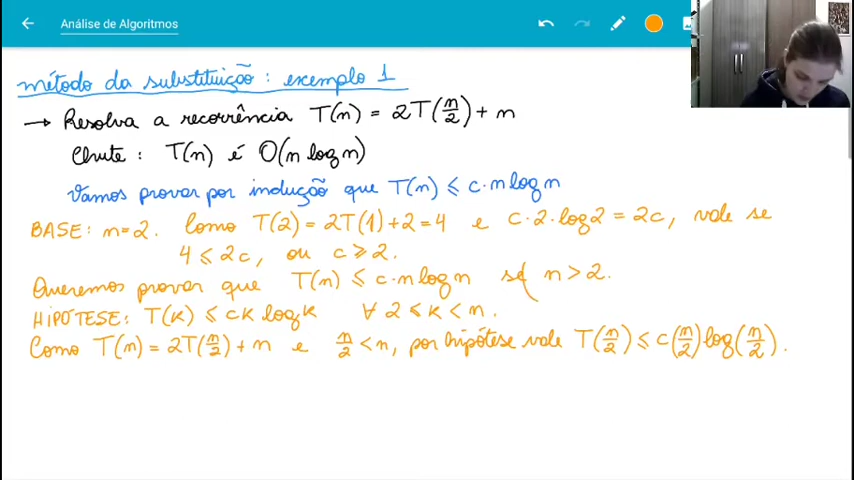 Análise de Algoritmos
método da substituição: exemplo 1
→ Resolva a recorrência T(n) = 2T(n/2) + n
Chute: T(n) é O(n log n)
Vamos provar por indução que T(n) ≤ c·n log n
BASE: n=2. Como T(2) = 2T(1)+2 = 4 e c·2·log 2 = 2c, vale se
4 ≤ 2c, ou c ≥ 2.
Queremos provar que T(n) ≤ c·n log n se( n > 2.
HIPÓTESE: T(k) ≤ ck log k ∀ 2 ≤ k < n.
Como T(n) = 2T(n/2) + n e n/2 < n, por hipótese vale T(n/2) ≤ c(n/2) log(n/2).